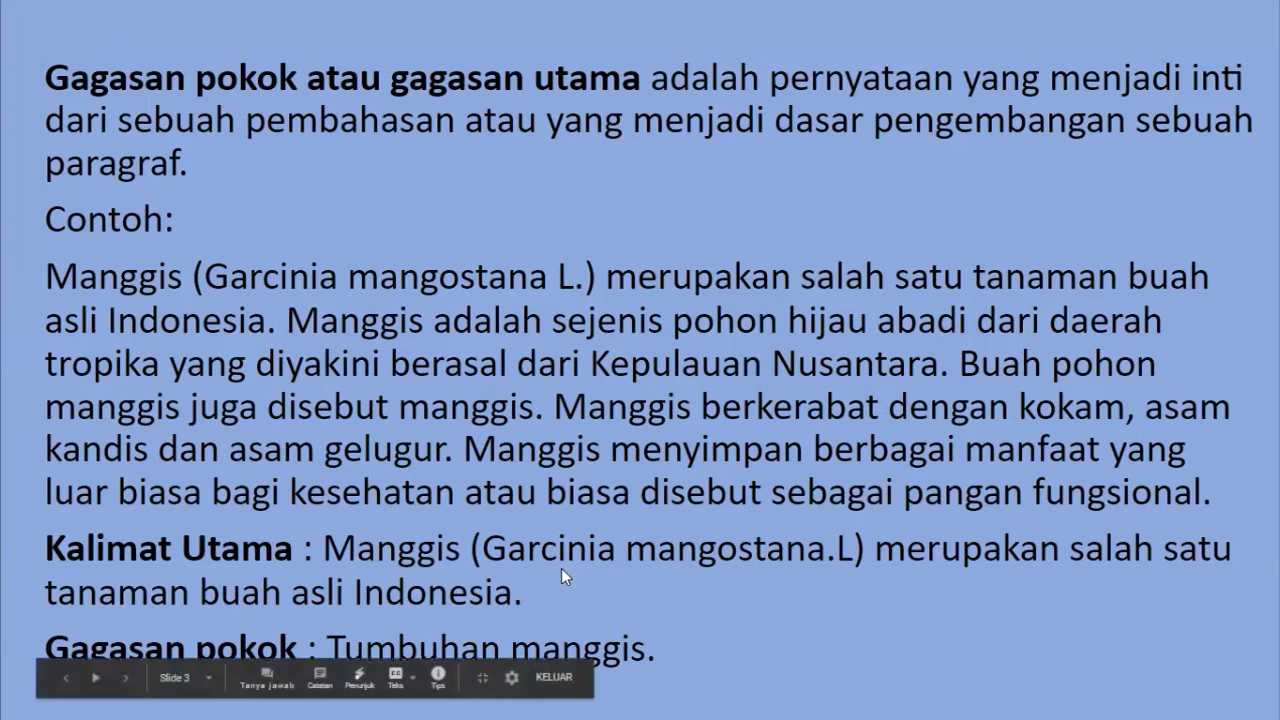 Gagasan pokok atau gagasan utama adalah pernyataan yang menjadi inti
dari sebuah pembahasan atau yang menjadi dasar pengembangan sebuah
paragraf.
Contoh:
Manggis (Garcinia mangostana L.) merupakan salah satu tanaman buah
asli Indonesia. Manggis adalah sejenis pohon hijau abadi dari daerah
tropika yang diyakini berasal dari Kepulauan Nusantara. Buah pohon
manggis juga disebut manggis. Manggis berkerabat dengan kokam, asam
kandis dan asam gelugur. Manggis menyimpan berbagai manfaat yang
luar biasa bagi kesehatan atau biasa disebut sebagai pangan fungsional.
Kalimat Utama : Manggis (Garcinia mangostana.L) merupakan salah satu
tanaman buah asli Indonesia.
Gagasan pokok : Tumbuhan manggis.
Slide 3 Tanya jawab Catatan Penunjuk Teks Tips KELUAR